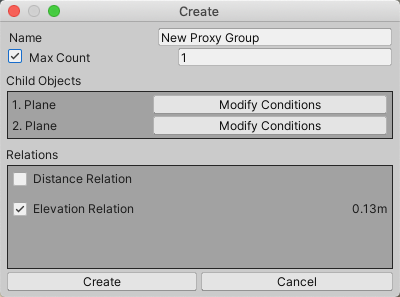 Create
Name New Proxy Group
Max Count 1
Child Objects
1. Plane Modify Conditions
2. Plane Modify Conditions
Relations
Distance Relation
Elevation Relation 0.13m
Create Cancel